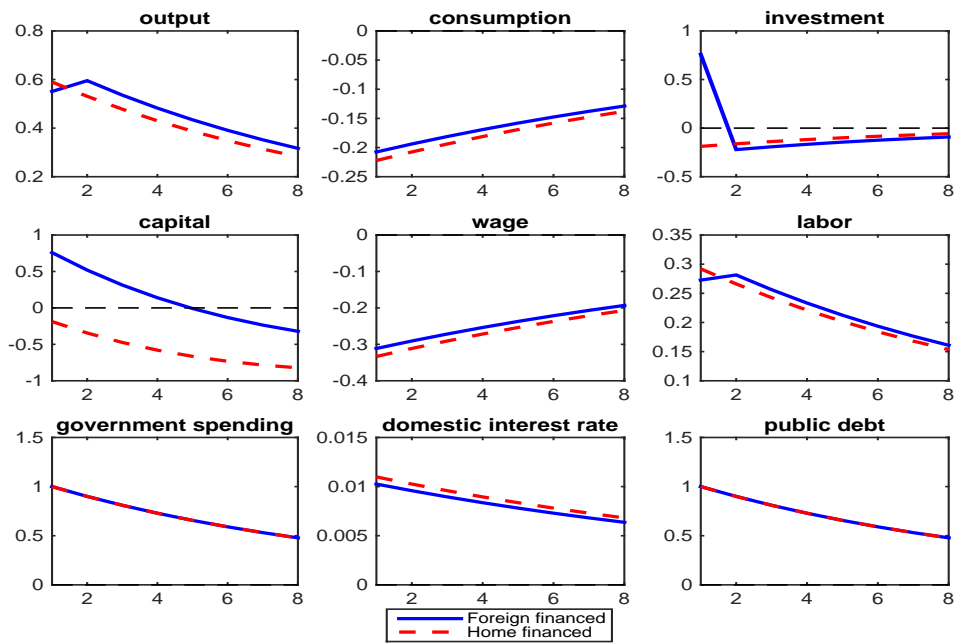 output consumption investment
0.8 0 1
0.6 -0.05 0.5
0.4 -0.1 0
0.2 -0.15 -0.5
-0.2
-0.25
2 4 6 8 2 4 6 8 2 4 6 8
capital wage labor
1 0 0.35
0.5 -0.1 0.3
0 -0.2 0.25
-0.5 -0.3 0.2
-1 -0.4 0.15
0.1
2 4 6 8 2 4 6 8 2 4 6 8
government spending domestic interest rate public debt
1.5 0.015 1.5
1 0.01 1
0.5 0.005 0.5
0 0 0
2 4 6 8 2 4 6 8 2 4 6 8
Foreign financed
Home financed